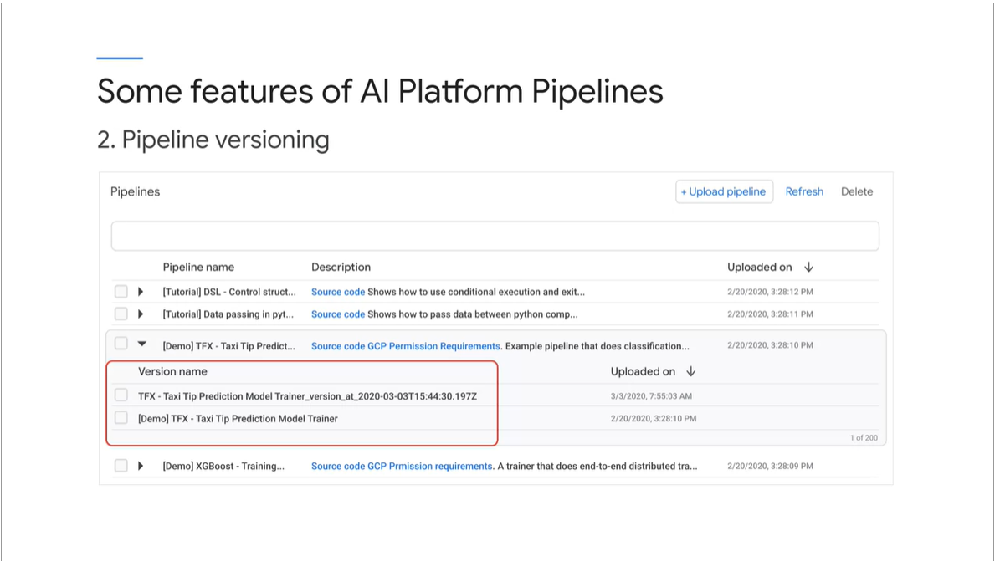 Some features of AI Platform Pipelines
2. Pipeline versioning
Pipelines + Upload pipeline Refresh Delete
Pipeline name Description Uploaded on ↓
[Tutorial] DSL - Control struct... Source code Shows how to use conditional execution and exit... 2/20/2020, 3:28:12 PM
[Tutorial] Data passing in pyt... Source code Shows how to pass data between python comp... 2/20/2020, 3:28:11 PM
[Demo] TFX - Taxi Tip Predict... Source code GCP Permission Requirements. Example pipeline that does classification... 2/20/2020, 3:28:10 PM
Version name Uploaded on ↓
TFX - Taxi Tip Prediction Model Trainer_version_at_2020-03-03T15:44:30.197Z 3/3/2020, 7:55:03 AM
[Demo] TFX - Taxi Tip Prediction Model Trainer 2/20/2020, 3:28:10 PM
1 of 200
[Demo] XGBoost - Training... Source code GCP Prmission requirements. A trainer that does end-to-end distributed tra... 2/20/2020, 3:28:09 PM